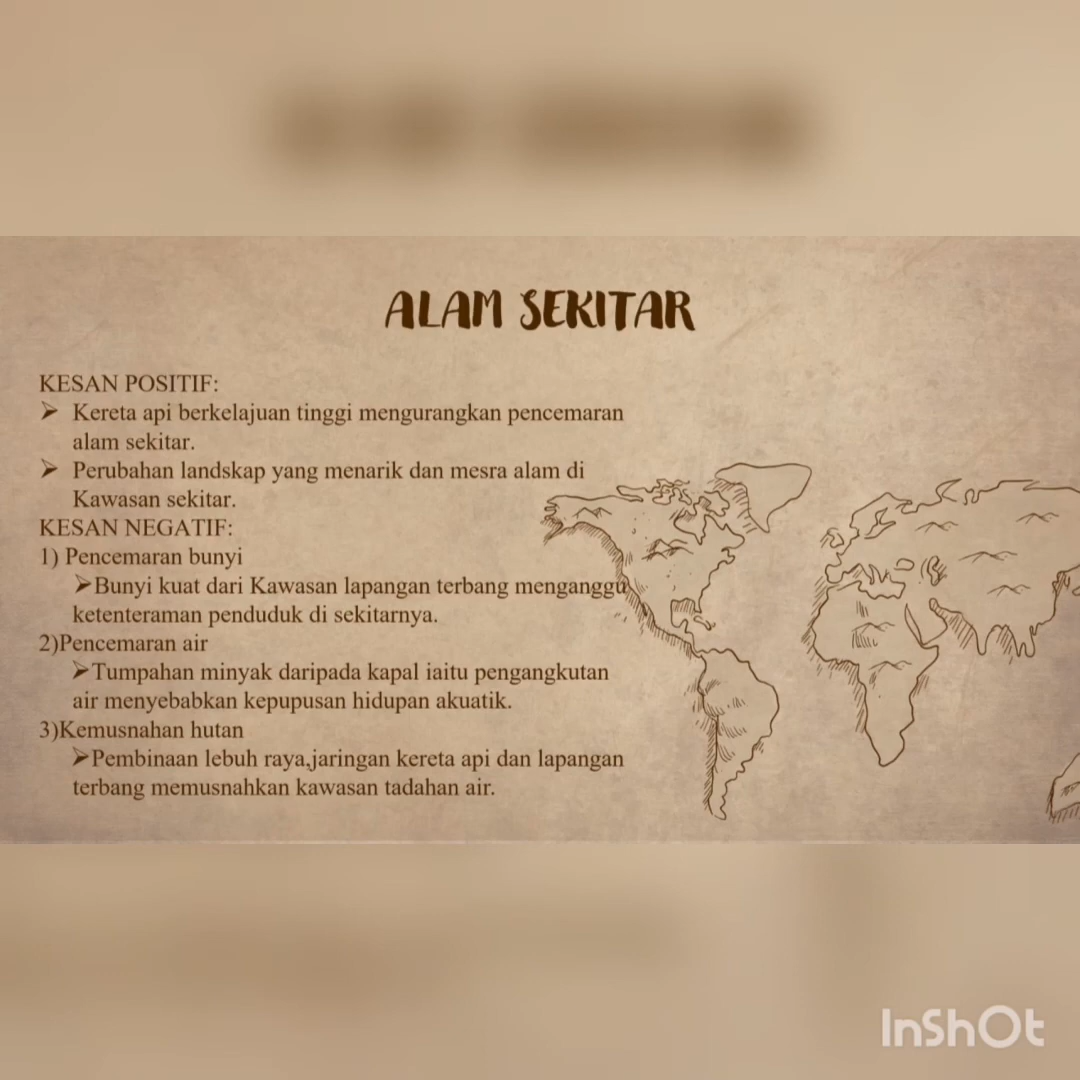 ALAM SEKITAR
KESAN POSITIF:
➢ Kereta api berkelajuan tinggi mengurangkan pencemaran
alam sekitar.
➢ Perubahan landskap yang menarik dan mesra alam di
Kawasan sekitar.
KESAN NEGATIF:
1) Pencemaran bunyi
➢Bunyi kuat dari Kawasan lapangan terbang menganggu
ketenteraman penduduk di sekitarnya.
2)Pencemaran air
➢Tumpahan minyak daripada kapal iaitu pengangkutan
air menyebabkan kepupusan hidupan akuatik.
3)Kemusnahan hutan
➢Pembinaan lebuh raya,jaringan kereta api dan lapangan
terbang memusnahkan kawasan tadahan air.
InShOt